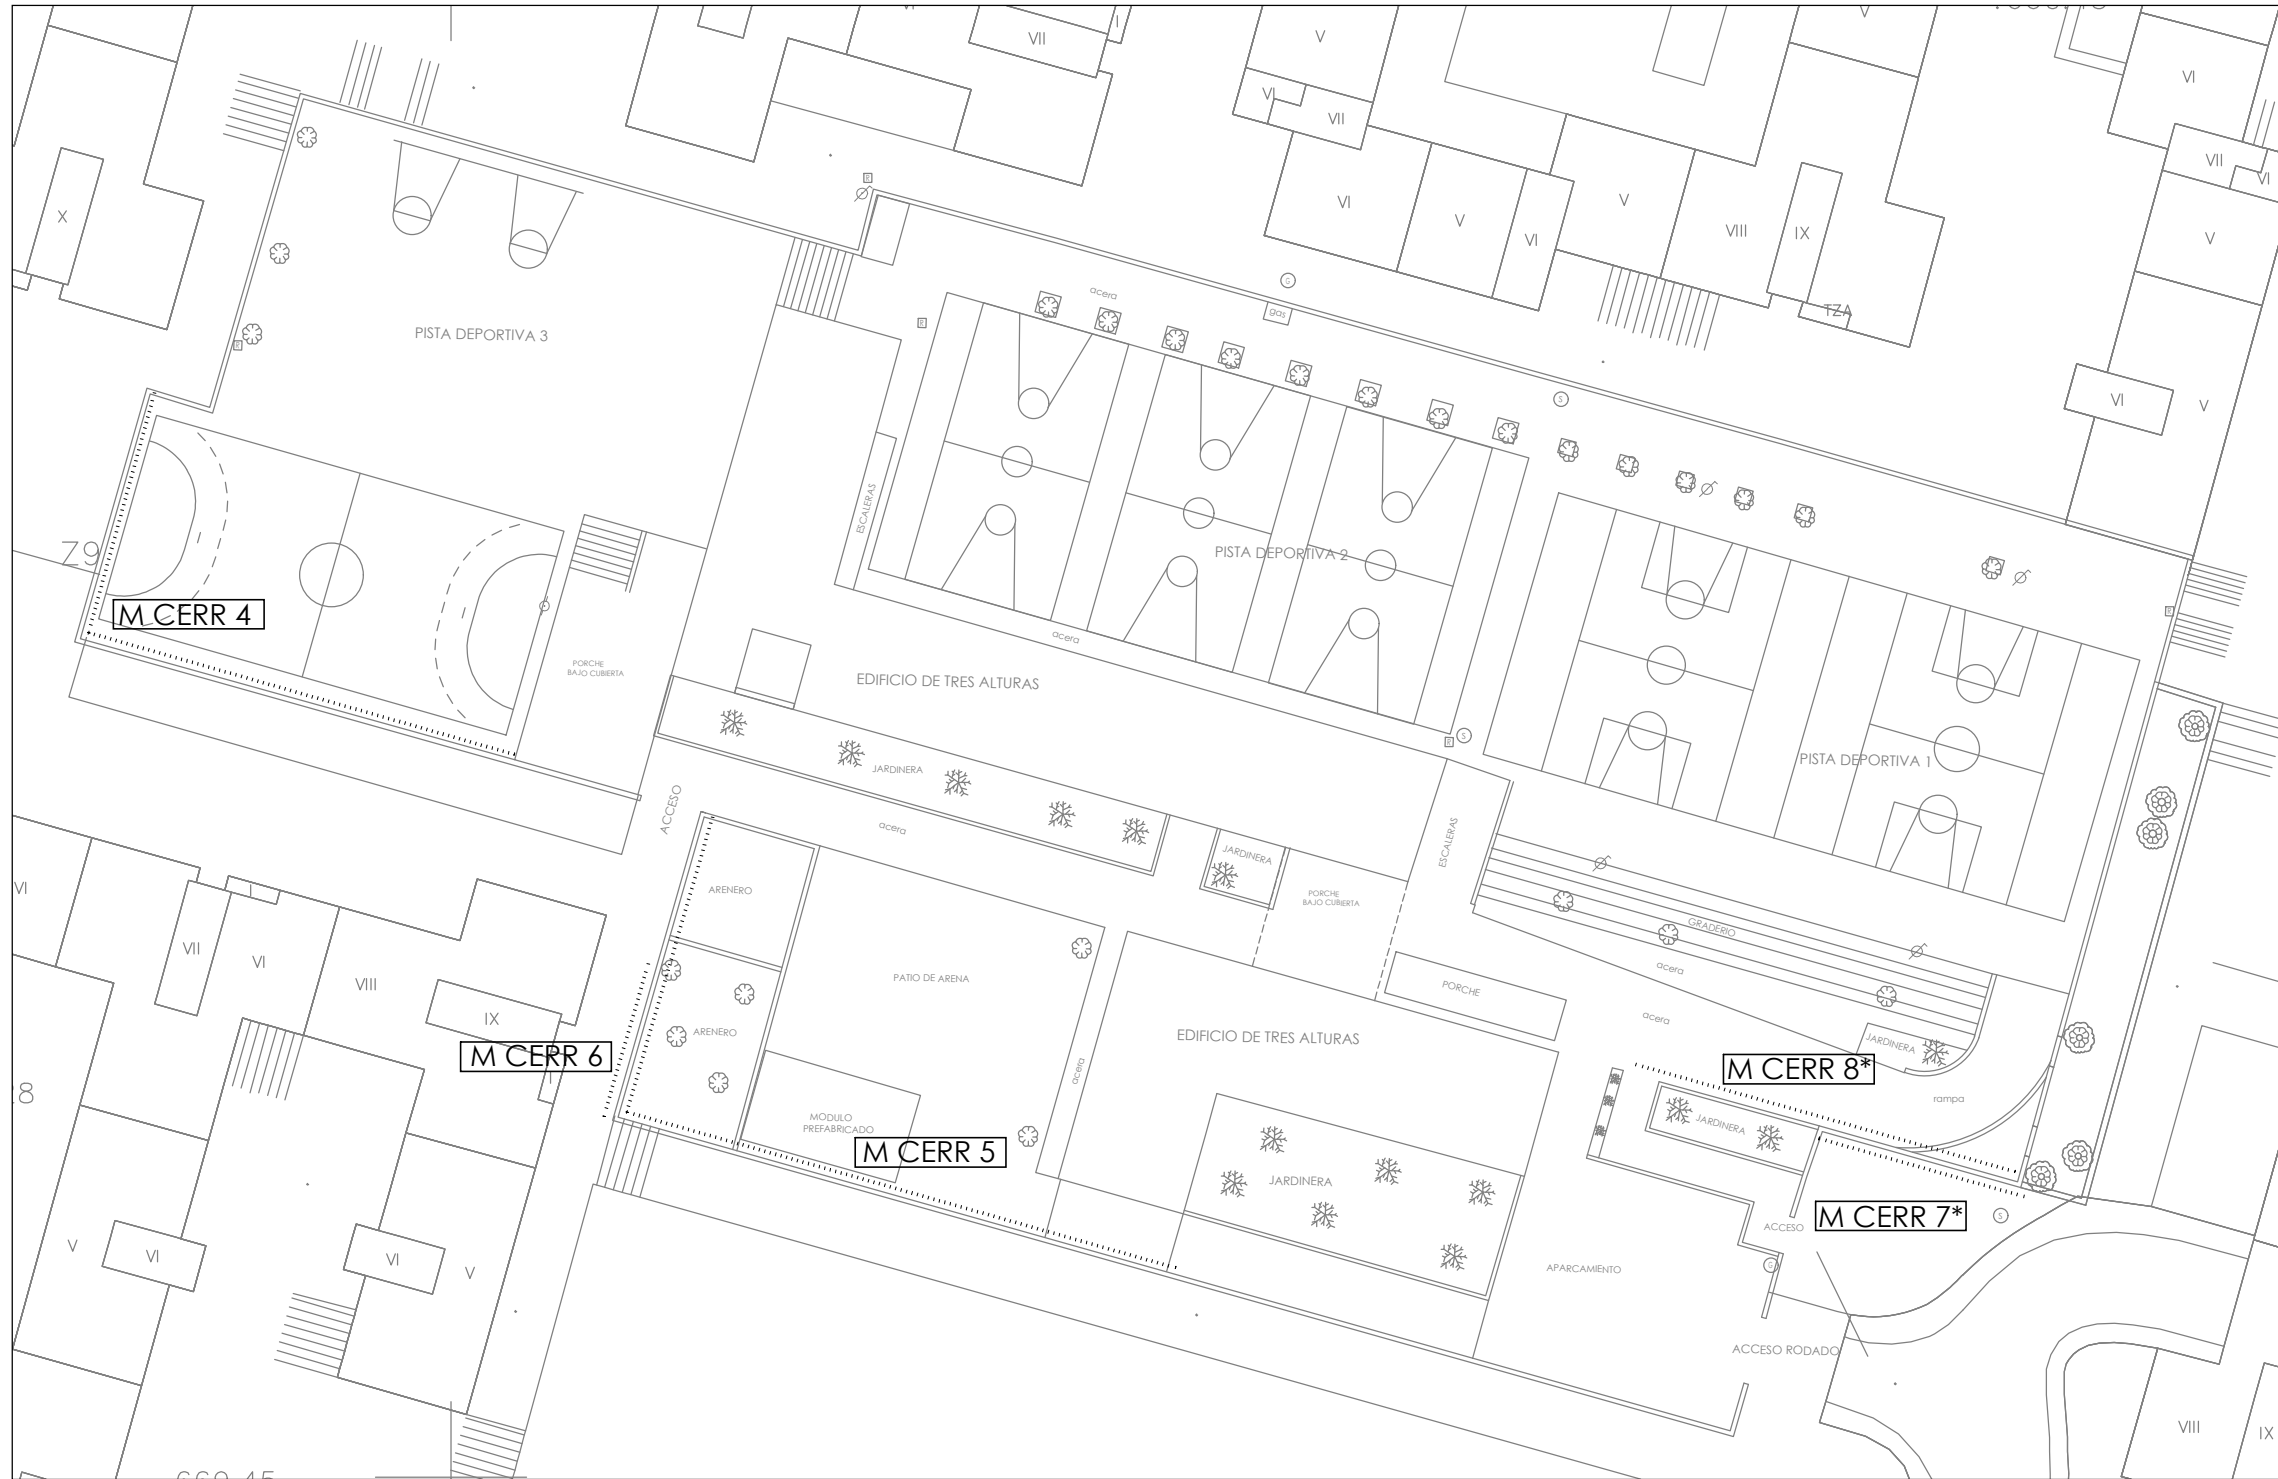 VII
V
V
VI
VI
VII
VII
VI
X
VI
V
VI
V
VIII
IX
V
TZA
PISTA DEPORTIVA 3
acera
gas
VI
V
ESCALERAS
PISTA DEPORTIVA 2
Z9
M CERR 4
acera
PORCHE
BAJO CUBIERTA
EDIFICIO DE TRES ALTURAS
JARDINERA
PISTA DEPORTIVA 1
ACCESO
acera
ESCALERAS
JARDINERA
VI
ARENERO
PORCHE
BAJO CUBIERTA
GRADERIO
VII
VI
VIII
PATIO DE ARENA
acera
PORCHE
IX
ARENERO
EDIFICIO DE TRES ALTURAS
acera
JARDINERA
M CERR 6
acera
M CERR 8*
rampa
MODULO
PREFABRICADO
JARDINERA
M CERR 5
JARDINERA
M CERR 7*
ACCESO
V
VI
VI
V
APARCAMIENTO
ACCESO RODADO
VIII
IX